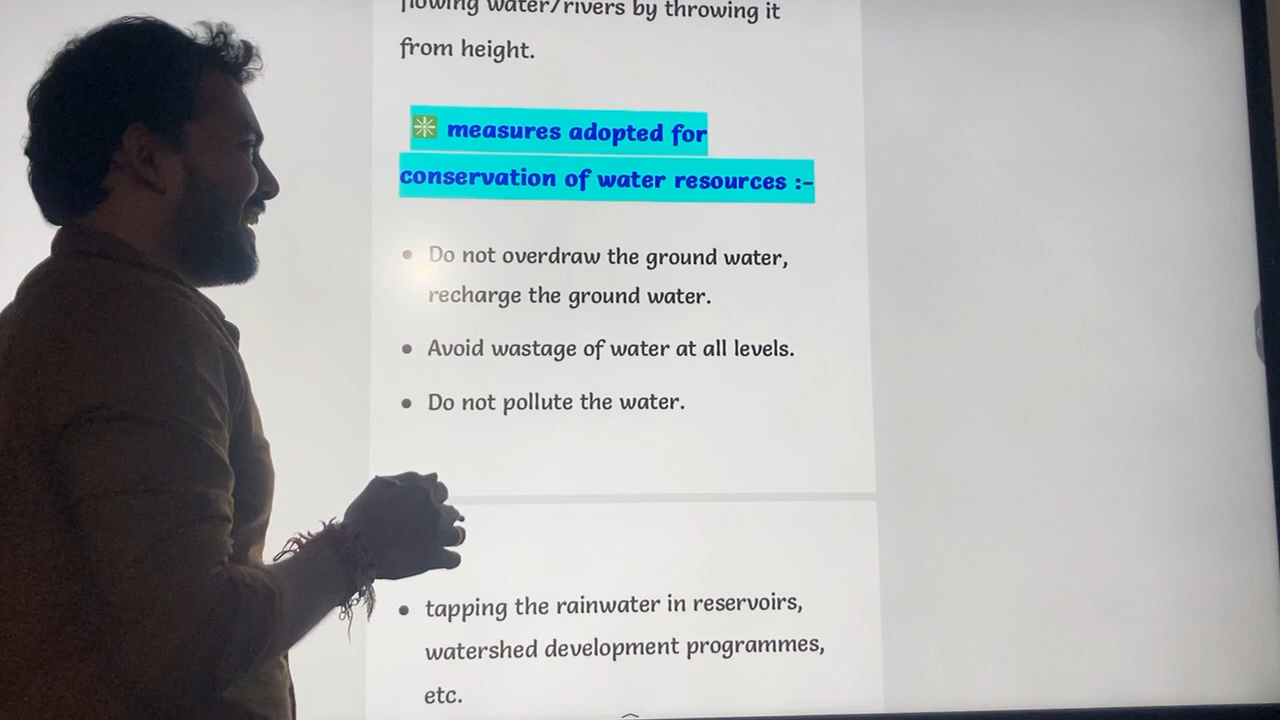 flowing water/rivers by throwing it
from height.
✳️ measures adopted for
conservation of water resources :-
• Do not overdraw the ground water,
recharge the ground water.
• Avoid wastage of water at all levels.
• Do not pollute the water.
• tapping the rainwater in reservoirs,
watershed development programmes,
etc.